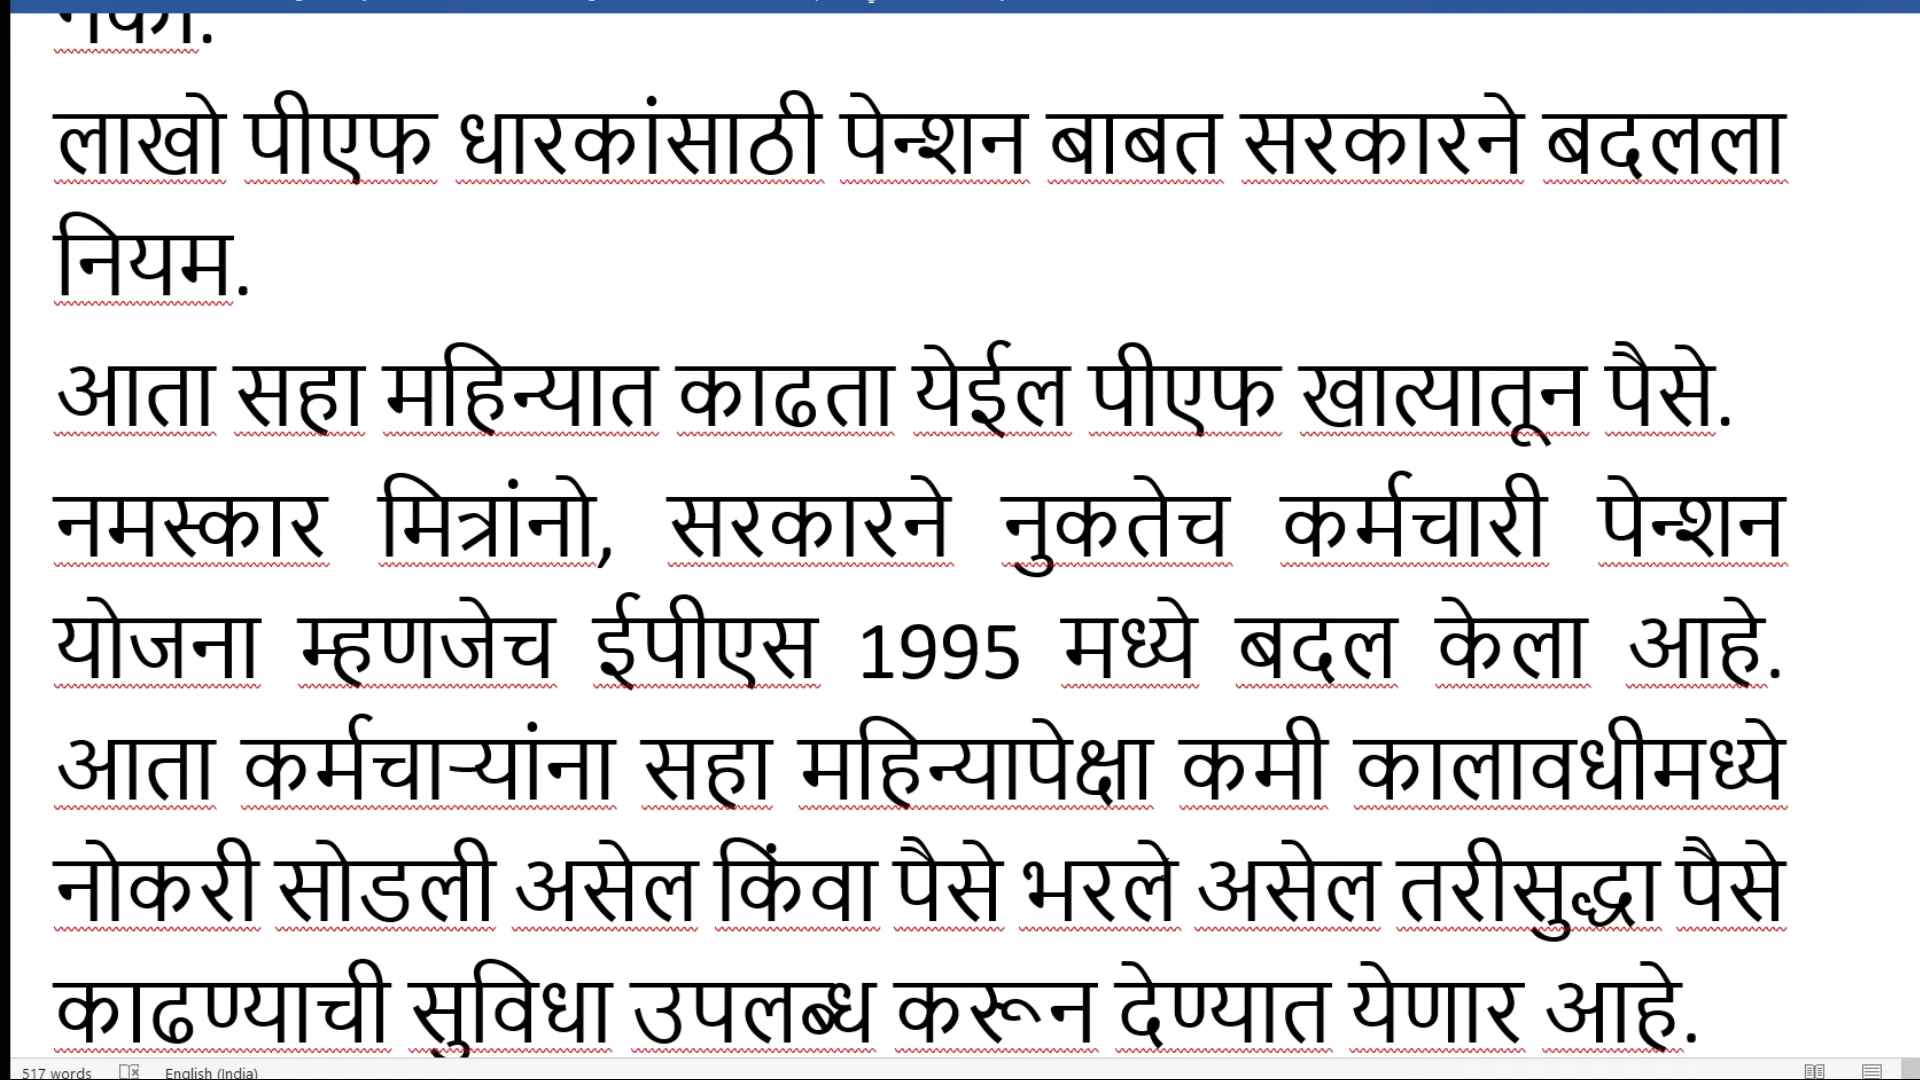 नका.
लाखो पीएफ धारकांसाठी पेन्शन बाबत सरकारने बदलला
नियम.
आता सहा महिन्यात काढता येईल पीएफ खात्यातून पैसे.
नमस्कार मित्रांनो, सरकारने नुकतेच कर्मचारी पेन्शन
योजना म्हणजेच ईपीएस 1995 मध्ये बदल केला आहे.
आता कर्मचाऱ्यांना सहा महिन्यापेक्षा कमी कालावधीमध्ये
नोकरी सोडली असेल किंवा पैसे भरले असेल तरीसुद्धा पैसे
काढण्याची सुविधा उपलब्ध करून देण्यात येणार आहे.
517 words English (India)